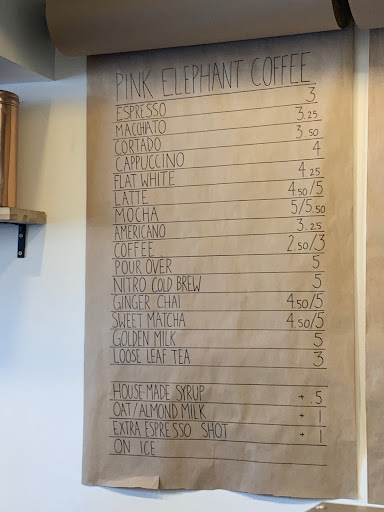 PINK ELEPHANT COFFEE
ESPRESSO 3
MACCHIATO 3.25
CORTADO 3.50
CAPPUCCINO 4
FLAT WHITE 4.25
LATTE 4.50/5
MOCHA 5/5.50
AMERICANO 3.25
COFFEE 2.50/3
POUR OVER 5
NITRO COLD BREW 5
GINGER CHAI 4.50/5
SWEET MATCHA 4.50/5
GOLDEN MILK 5
LOOSE LEAF TEA 3
HOUSE-MADE SYRUP + .5
OAT/ALMOND MILK + 1
EXTRA ESPRESSO SHOT + 1
ON ICE